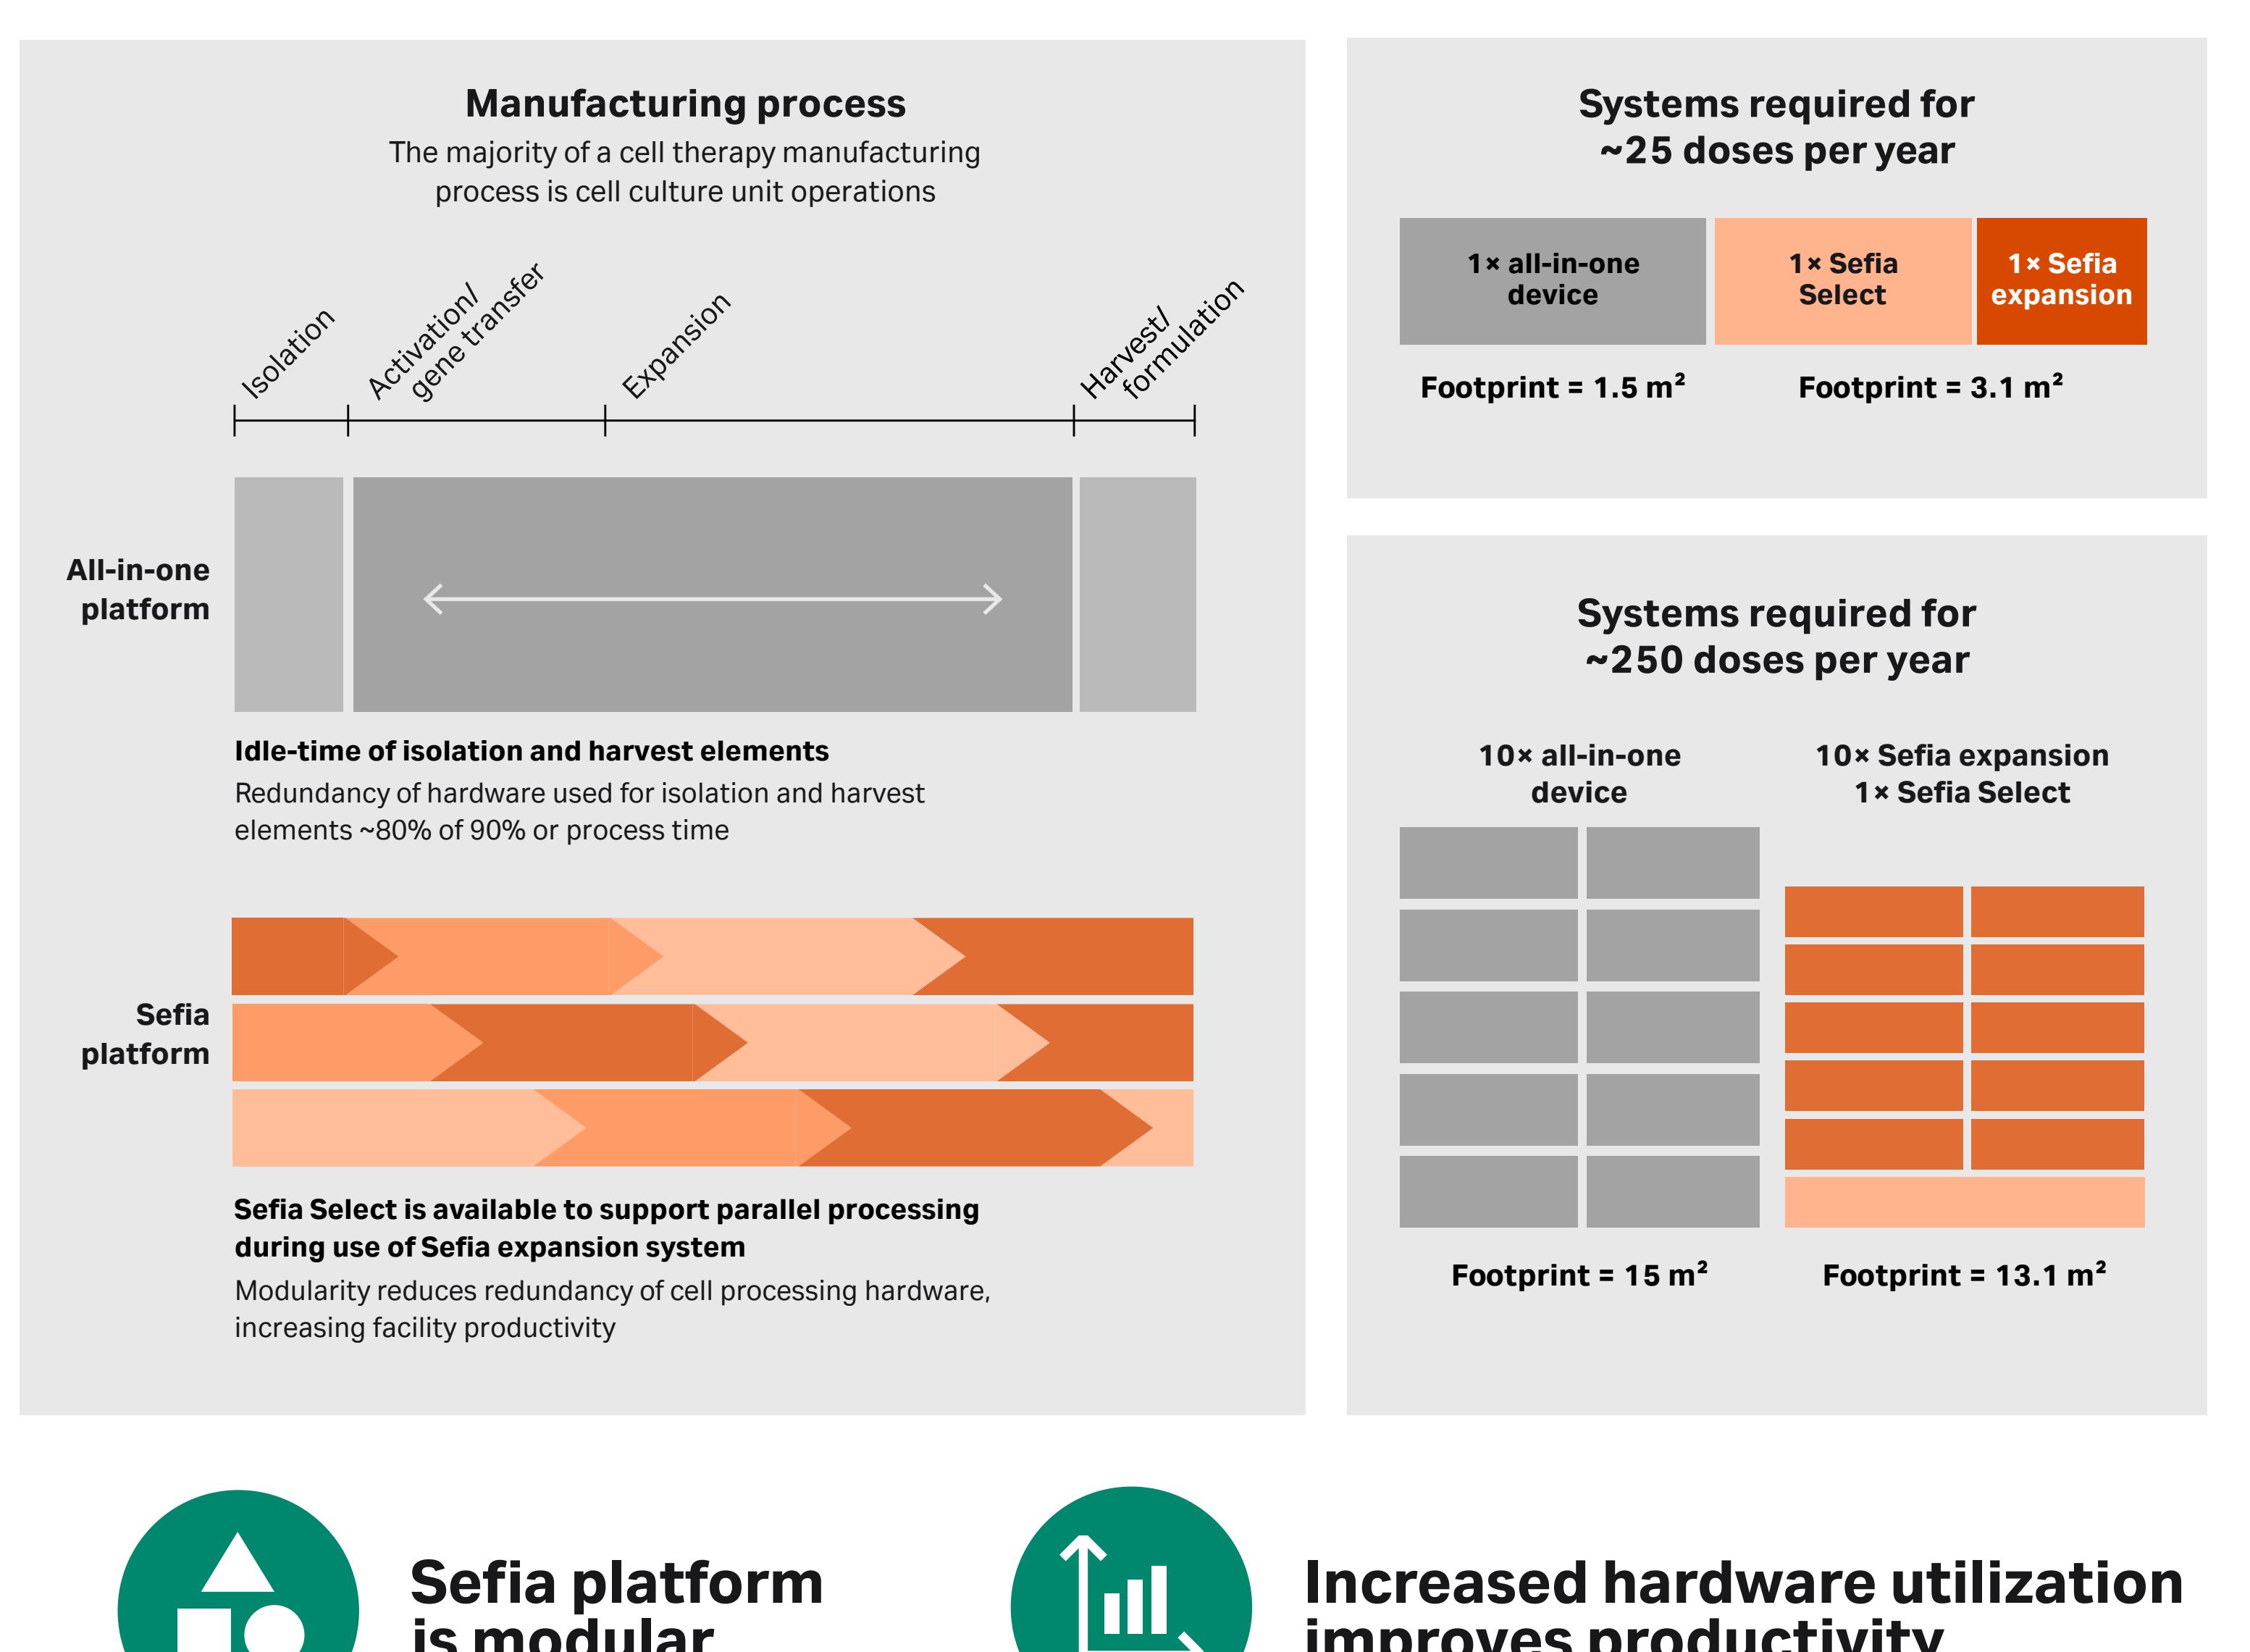 Manufacturing process
The majority of a cell therapy manufacturing
process is cell culture unit operations
Isolation
Activation/
gene transfer
Expansion
Harvest/
formulation
All-in-one
platform
Idle-time of isolation and harvest elements
Redundancy of hardware used for isolation and harvest
elements ~80% of 90% or process time
Sefia
platform
Sefia Select is available to support parallel processing
during use of Sefia expansion system
Modularity reduces redundancy of cell processing hardware,
increasing facility productivity
Systems required for
~25 doses per year
1× all-in-one
device
1× Sefia
Select
1× Sefia
expansion
Footprint = 1.5 m²
Footprint = 3.1 m²
Systems required for
~250 doses per year
10× all-in-one
device
10× Sefia expansion
1× Sefia Select
Footprint = 15 m²
Footprint = 13.1 m²
Sefia platform
is modular
Increased hardware utilization
improves productivity